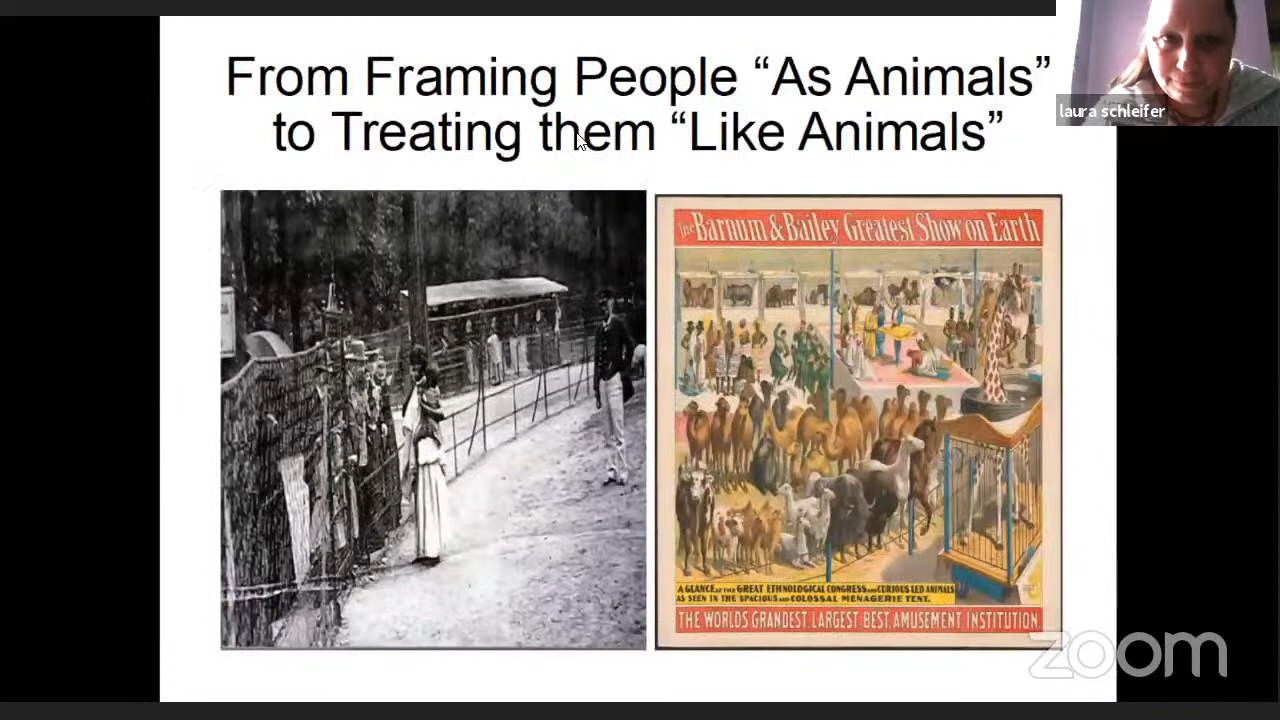 From Framing People “As Animals”
to Treating them “Like Animals”
laura schleifer
The Barnum & Bailey Greatest Show on Earth
A GLANCE AT THE GREAT ETHNOLOGICAL CONGRESS AND CURIOUS LED ANIMALS
AS SEEN IN THE SPACIOUS AND COLOSSAL MENAGERIE TENT.
THE WORLDS GRANDEST, LARGEST, BEST, AMUSEMENT INSTITUTION.
zoom